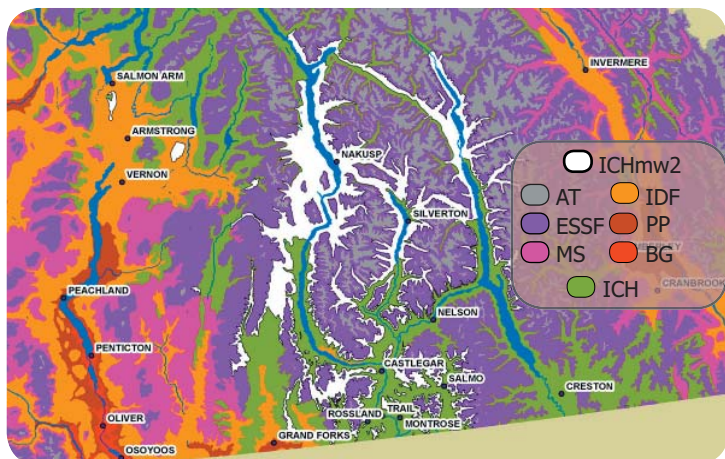 INVERMERE
SALMON ARM
ARMSTRONG
NAKUSP
ICHmw2
VERNON
AT
IDF
SILVERTON
ESSF
PP
MS
BG
CRANBROOK
ICH
PEACHLAND
NELSON
PENTICTON
CASTLEGAR
SALMO
CRESTON
ROSSLAND
TRAIL
MONTROSE
OLIVER
GRAND FORKS
OSOYOOS